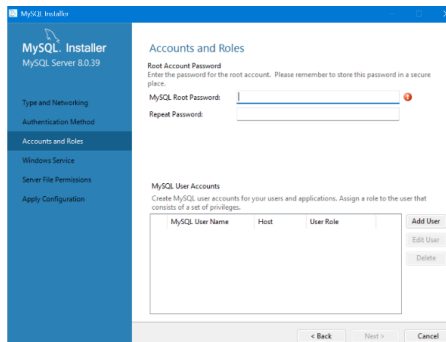 MySQL Installer
MySQL. Installer
MySQL Server 8.0.39
Type and Networking
Authentication Method
Accounts and Roles
Windows Service
Server File Permissions
Apply Configuration
Accounts and Roles
Root Account Password
Enter the password for the root account. Please remember to store this password in a secure
place.
MySQL Root Password:
Repeat Password:
MySQL User Accounts
Create MySQL user accounts for your users and applications. Assign a role to the user that
consists of a set of privileges.
MySQL User Name Host User Role
Add User
Edit User
Delete
< Back Next > Cancel